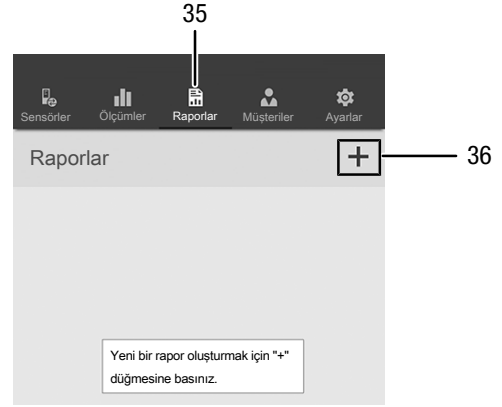 35
Sensörler Ölçümler Raporlar Müşteriler Ayarlar
Raporlar
36
Yeni bir rapor oluşturmak için "+"
düğmesine basınız.